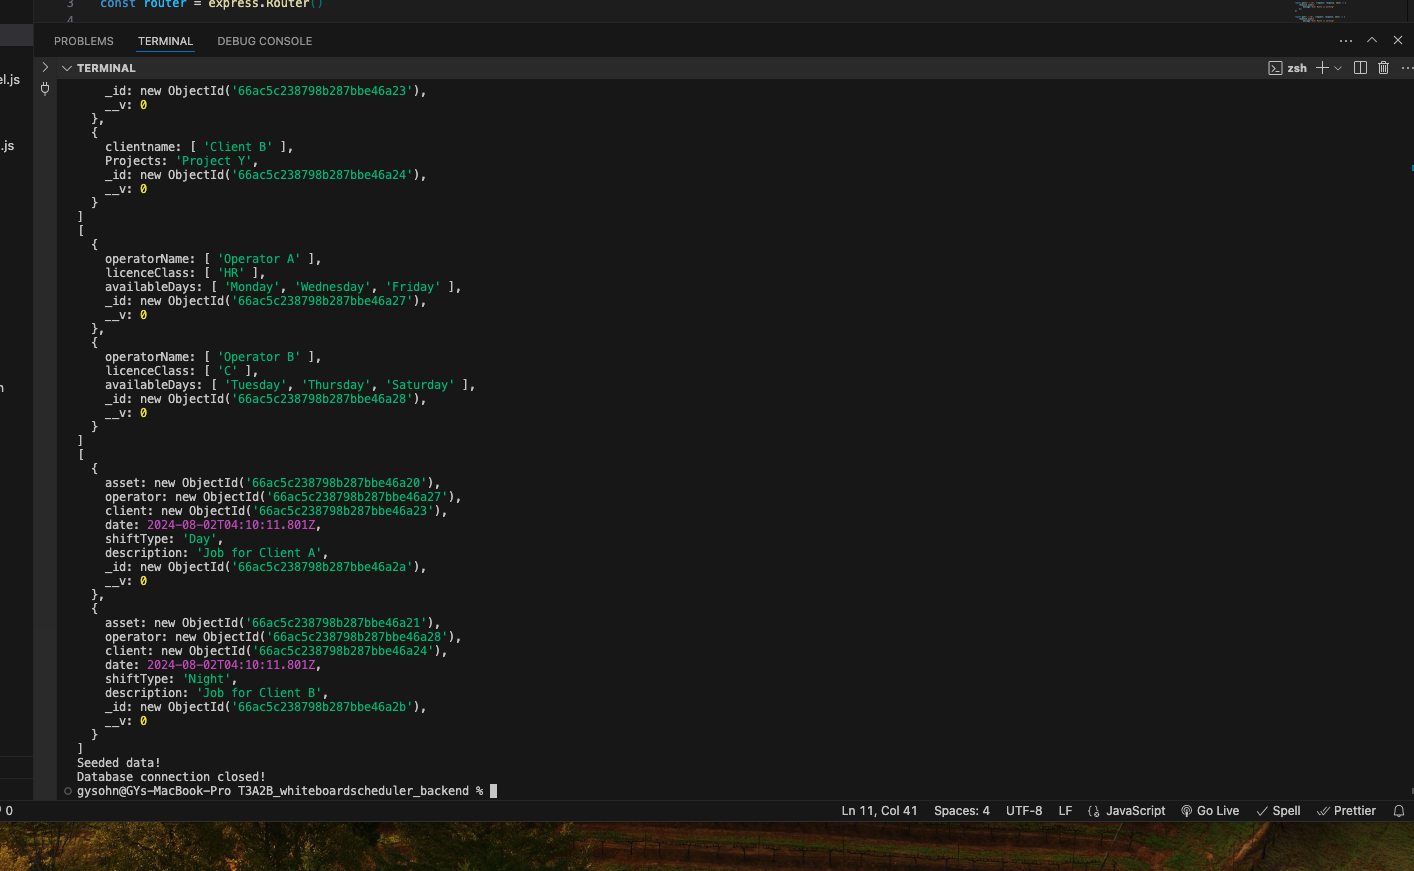 3 const router = express.Router()
4
PROBLEMS TERMINAL DEBUG CONSOLE
el.js
.js
TERMINAL zsh
_id: new ObjectId('66ac5c238798b287bbe46a23'),
__v: 0
},
{
clientname: [ 'Client B' ],
Projects: 'Project Y',
_id: new ObjectId('66ac5c238798b287bbe46a24'),
__v: 0
}
]
[
{
operatorName: [ 'Operator A' ],
licenceClass: [ 'HR' ],
availableDays: [ 'Monday', 'Wednesday', 'Friday' ],
_id: new ObjectId('66ac5c238798b287bbe46a27'),
__v: 0
},
{
operatorName: [ 'Operator B' ],
licenceClass: [ 'C' ],
availableDays: [ 'Tuesday', 'Thursday', 'Saturday' ],
_id: new ObjectId('66ac5c238798b287bbe46a28'),
__v: 0
}
]
[
{
asset: new ObjectId('66ac5c238798b287bbe46a20'),
operator: new ObjectId('66ac5c238798b287bbe46a27'),
client: new ObjectId('66ac5c238798b287bbe46a23'),
date: 2024-08-02T04:10:11.801Z,
shiftType: 'Day',
description: 'Job for Client A',
_id: new ObjectId('66ac5c238798b287bbe46a2a'),
__v: 0
},
{
asset: new ObjectId('66ac5c238798b287bbe46a21'),
operator: new ObjectId('66ac5c238798b287bbe46a28'),
client: new ObjectId('66ac5c238798b287bbe46a24'),
date: 2024-08-02T04:10:11.801Z,
shiftType: 'Night',
description: 'Job for Client B',
_id: new ObjectId('66ac5c238798b287bbe46a2b'),
__v: 0
}
]
Seeded data!
Database connection closed!
gysohn@GYs-MacBook-Pro T3A2B_whiteboardscheduler_backend %
0 Ln 11, Col 41 Spaces: 4 UTF-8 LF {} JavaScript Go Live Spell Prettier